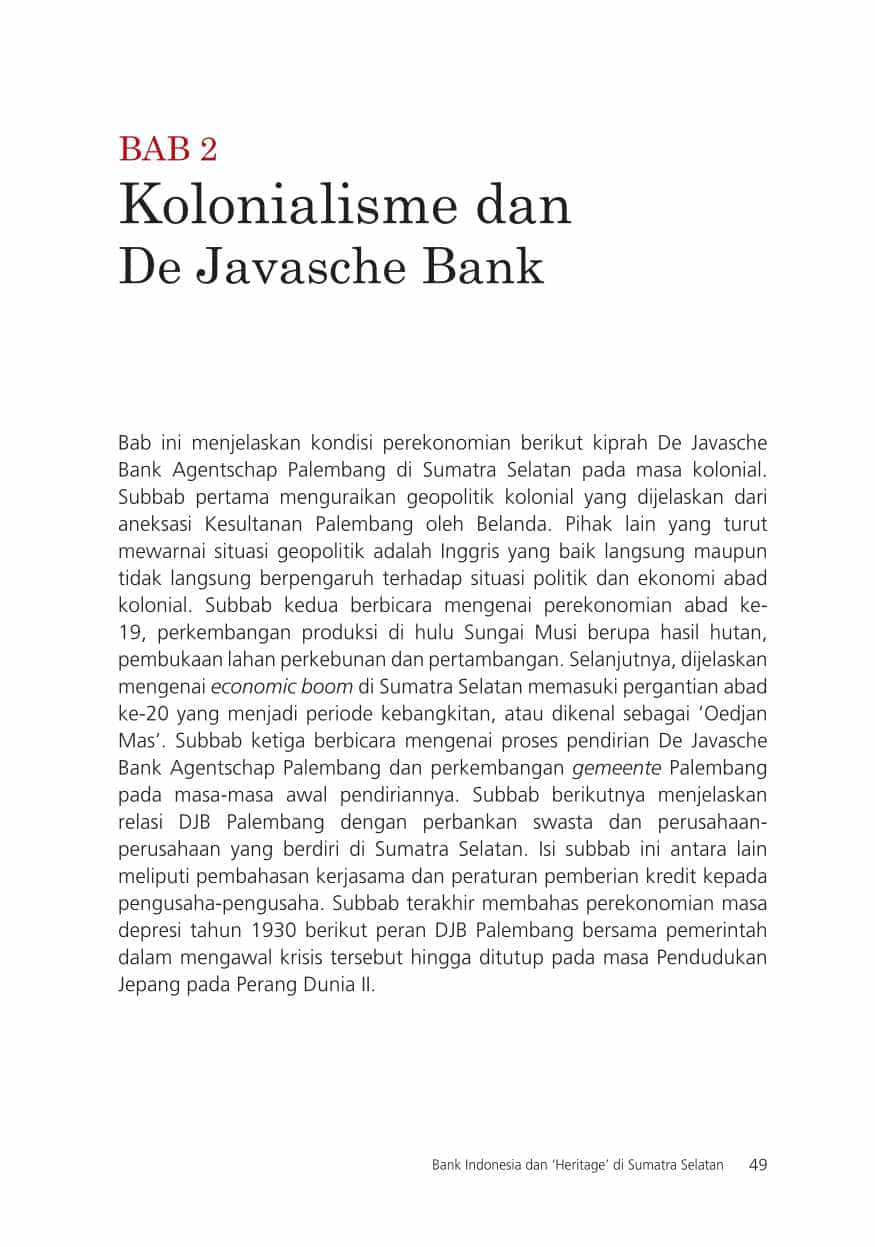 BAB 2
Kolonialisme dan
De Javasche Bank
Bab ini menjelaskan kondisi perekonomian berikut kiprah De Javasche
Bank Agentschap Palembang di Sumatra Selatan pada masa kolonial.
Subbab pertama menguraikan geopolitik kolonial yang dijelaskan dari
aneksasi Kesultanan Palembang oleh Belanda. Pihak lain yang turut
mewarnai situasi geopolitik adalah Inggris yang baik langsung maupun
tidak langsung berpengaruh terhadap situasi politik dan ekonomi abad
kolonial. Subbab kedua berbicara mengenai perekonomian abad ke-
19, perkembangan produksi di hulu Sungai Musi berupa hasil hutan,
pembukaan lahan perkebunan dan pertambangan. Selanjutnya, dijelaskan
mengenai economic boom di Sumatra Selatan memasuki pergantian abad
ke-20 yang menjadi periode kebangkitan, atau dikenal sebagai ‘Oedjan
Mas’. Subbab ketiga berbicara mengenai proses pendirian De Javasche
Bank Agentschap Palembang dan perkembangan gemeente Palembang
pada masa-masa awal pendiriannya. Subbab berikutnya menjelaskan
relasi DJB Palembang dengan perbankan swasta dan perusahaan-
perusahaan yang berdiri di Sumatra Selatan. Isi subbab ini antara lain
meliputi pembahasan kerjasama dan peraturan pemberian kredit kepada
pengusaha-pengusaha. Subbab terakhir membahas perekonomian masa
depresi tahun 1930 berikut peran DJB Palembang bersama pemerintah
dalam mengawal krisis tersebut hingga ditutup pada masa Pendudukan
Jepang pada Perang Dunia II.
Bank Indonesia dan ‘Heritage’ di Sumatra Selatan 49